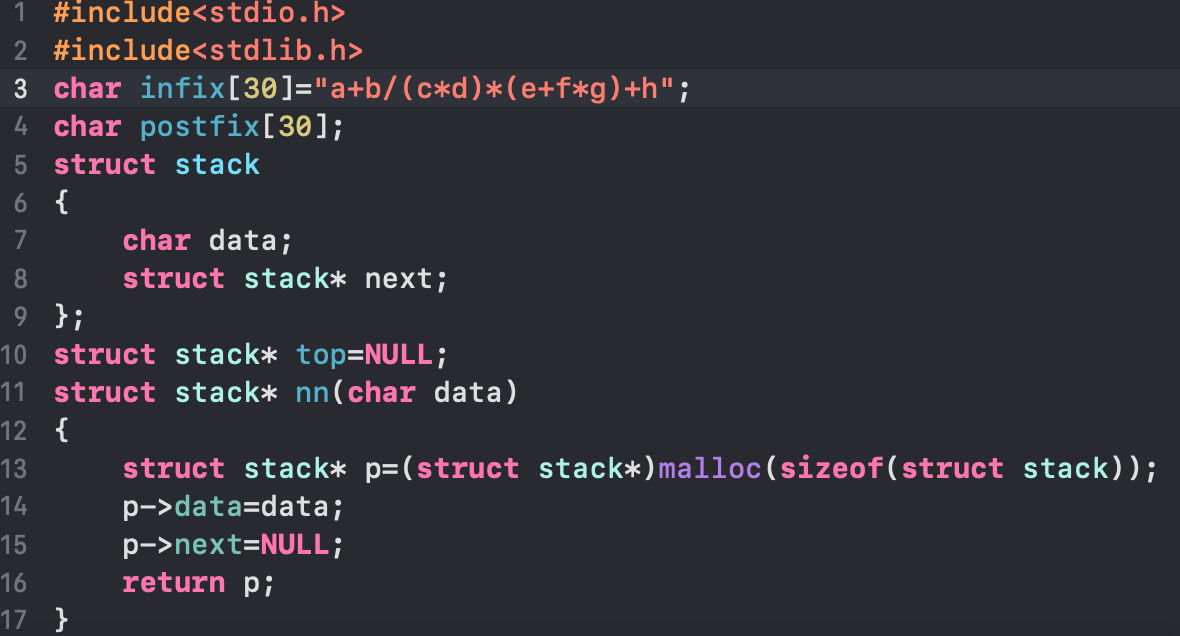 1 #include<stdio.h>
2 #include<stdlib.h>
3 char infix[30]="a+b/(c*d)*(e+f*g)+h";
4 char postfix[30];
5 struct stack
6 {
7     char data;
8     struct stack* next;
9 };
10 struct stack* top=NULL;
11 struct stack* nn(char data)
12 {
13     struct stack* p=(struct stack*)malloc(sizeof(struct stack));
14     p->data=data;
15     p->next=NULL;
16     return p;
17 }